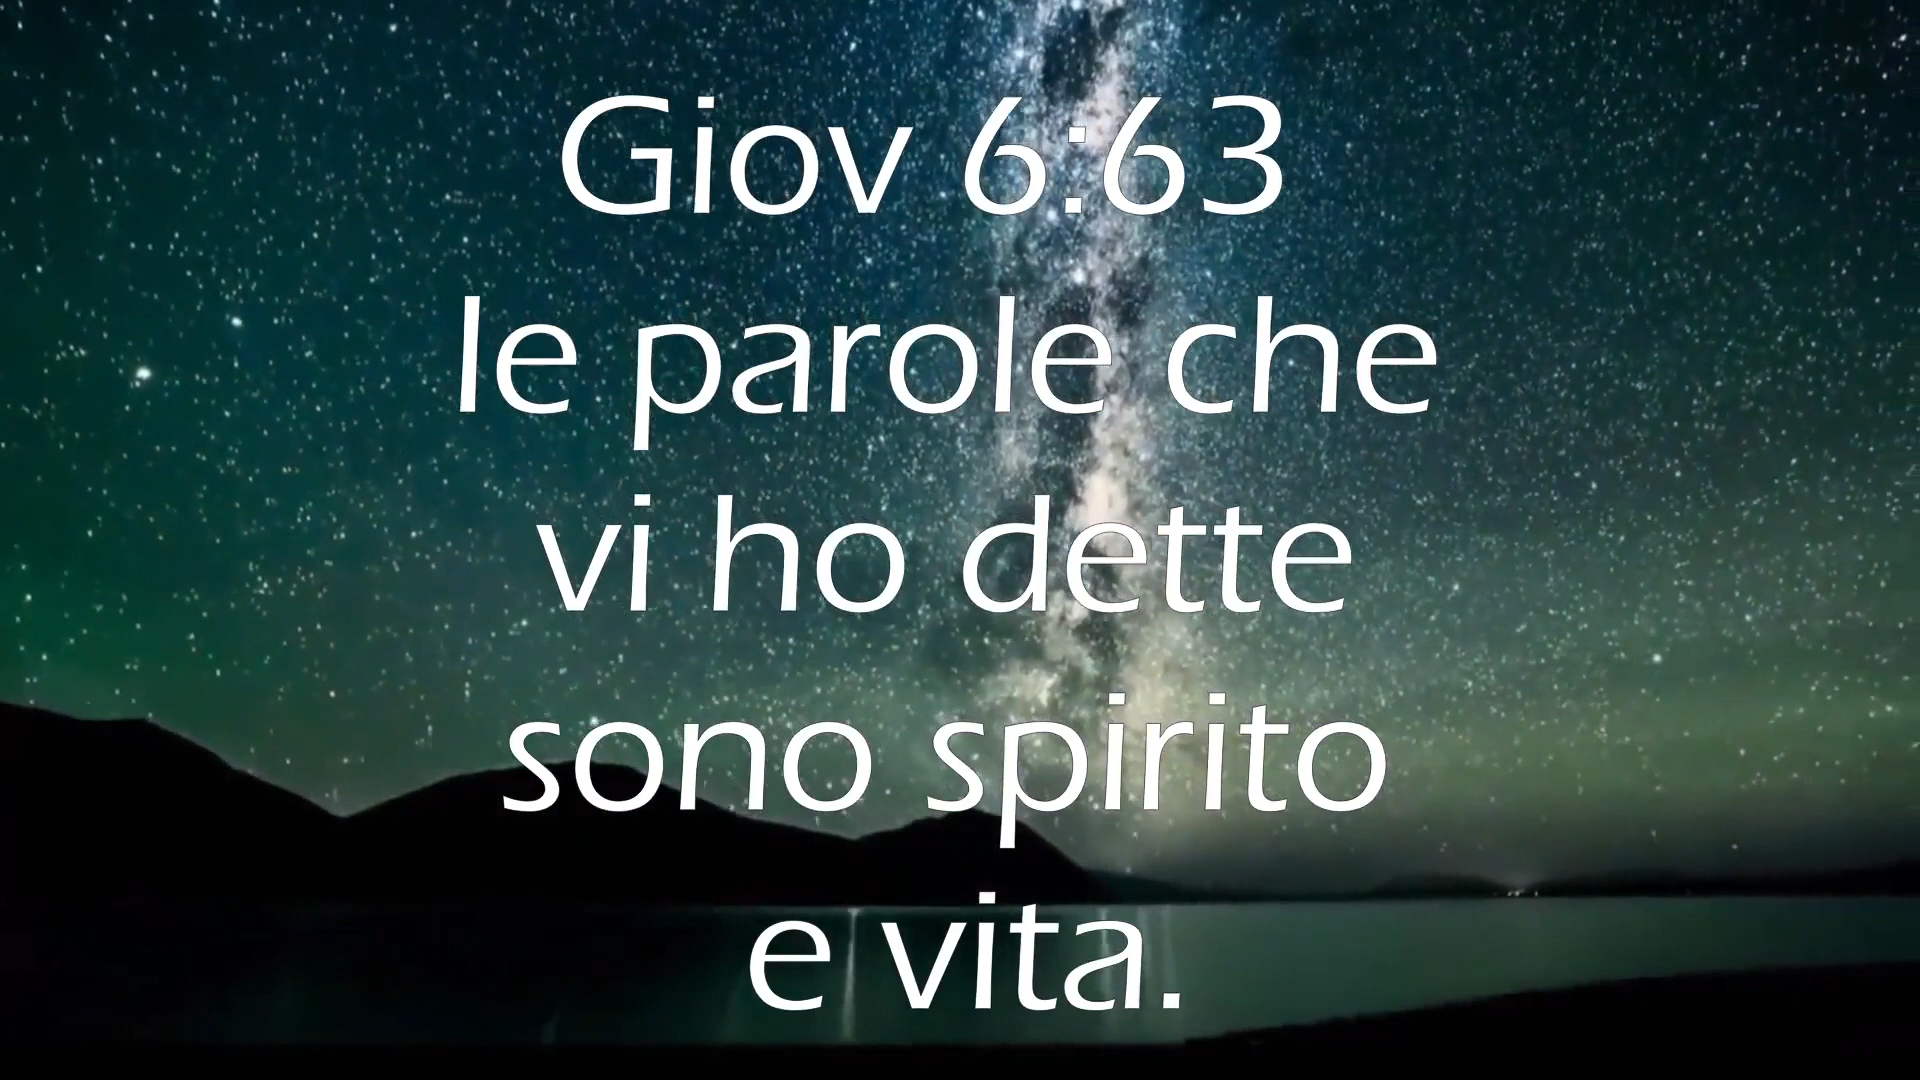 Giov 6:63
le parole che
vi ho dette
sono spirito
e vita.